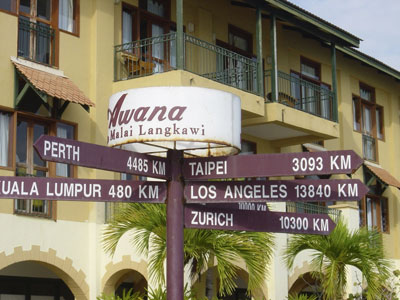 Awana
Malai Langkawi
PERTH 4485 KM
TAIPEI 3093 KM
KUALA LUMPUR 480 KM
LOS ANGELES 13840 KM
ZURICH 10300 KM